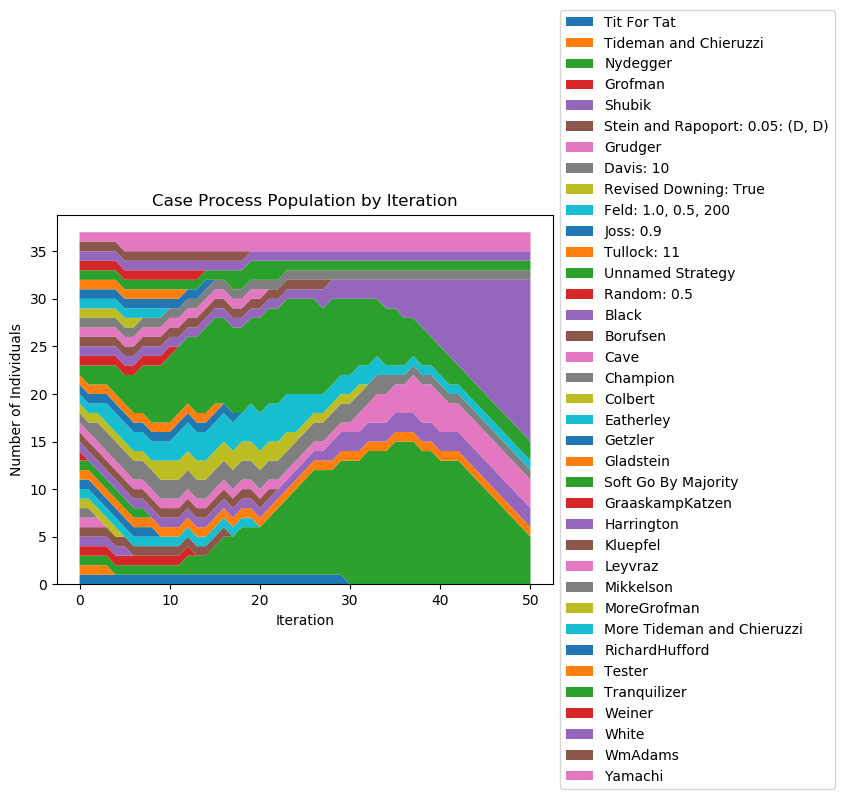 Case Process Population by Iteration
Number of Individuals
35
30
25
20
15
10
5
0
0 10 20 30 40 50
Iteration
Tit For Tat
Tideman and Chieruzzi
Nydegger
Grofman
Shubik
Stein and Rapoport: 0.05: (D, D)
Grudger
Davis: 10
Revised Downing: True
Feld: 1.0, 0.5, 200
Joss: 0.9
Tullock: 11
Unnamed Strategy
Random: 0.5
Black
Borufsen
Cave
Champion
Colbert
Eatherley
Getzler
Gladstein
Soft Go By Majority
GraaskampKatzen
Harrington
Kluepfel
Leyvraz
Mikkelson
MoreGrofman
More Tideman and Chieruzzi
RichardHufford
Tester
Tranquilizer
Weiner
White
WmAdams
Yamachi